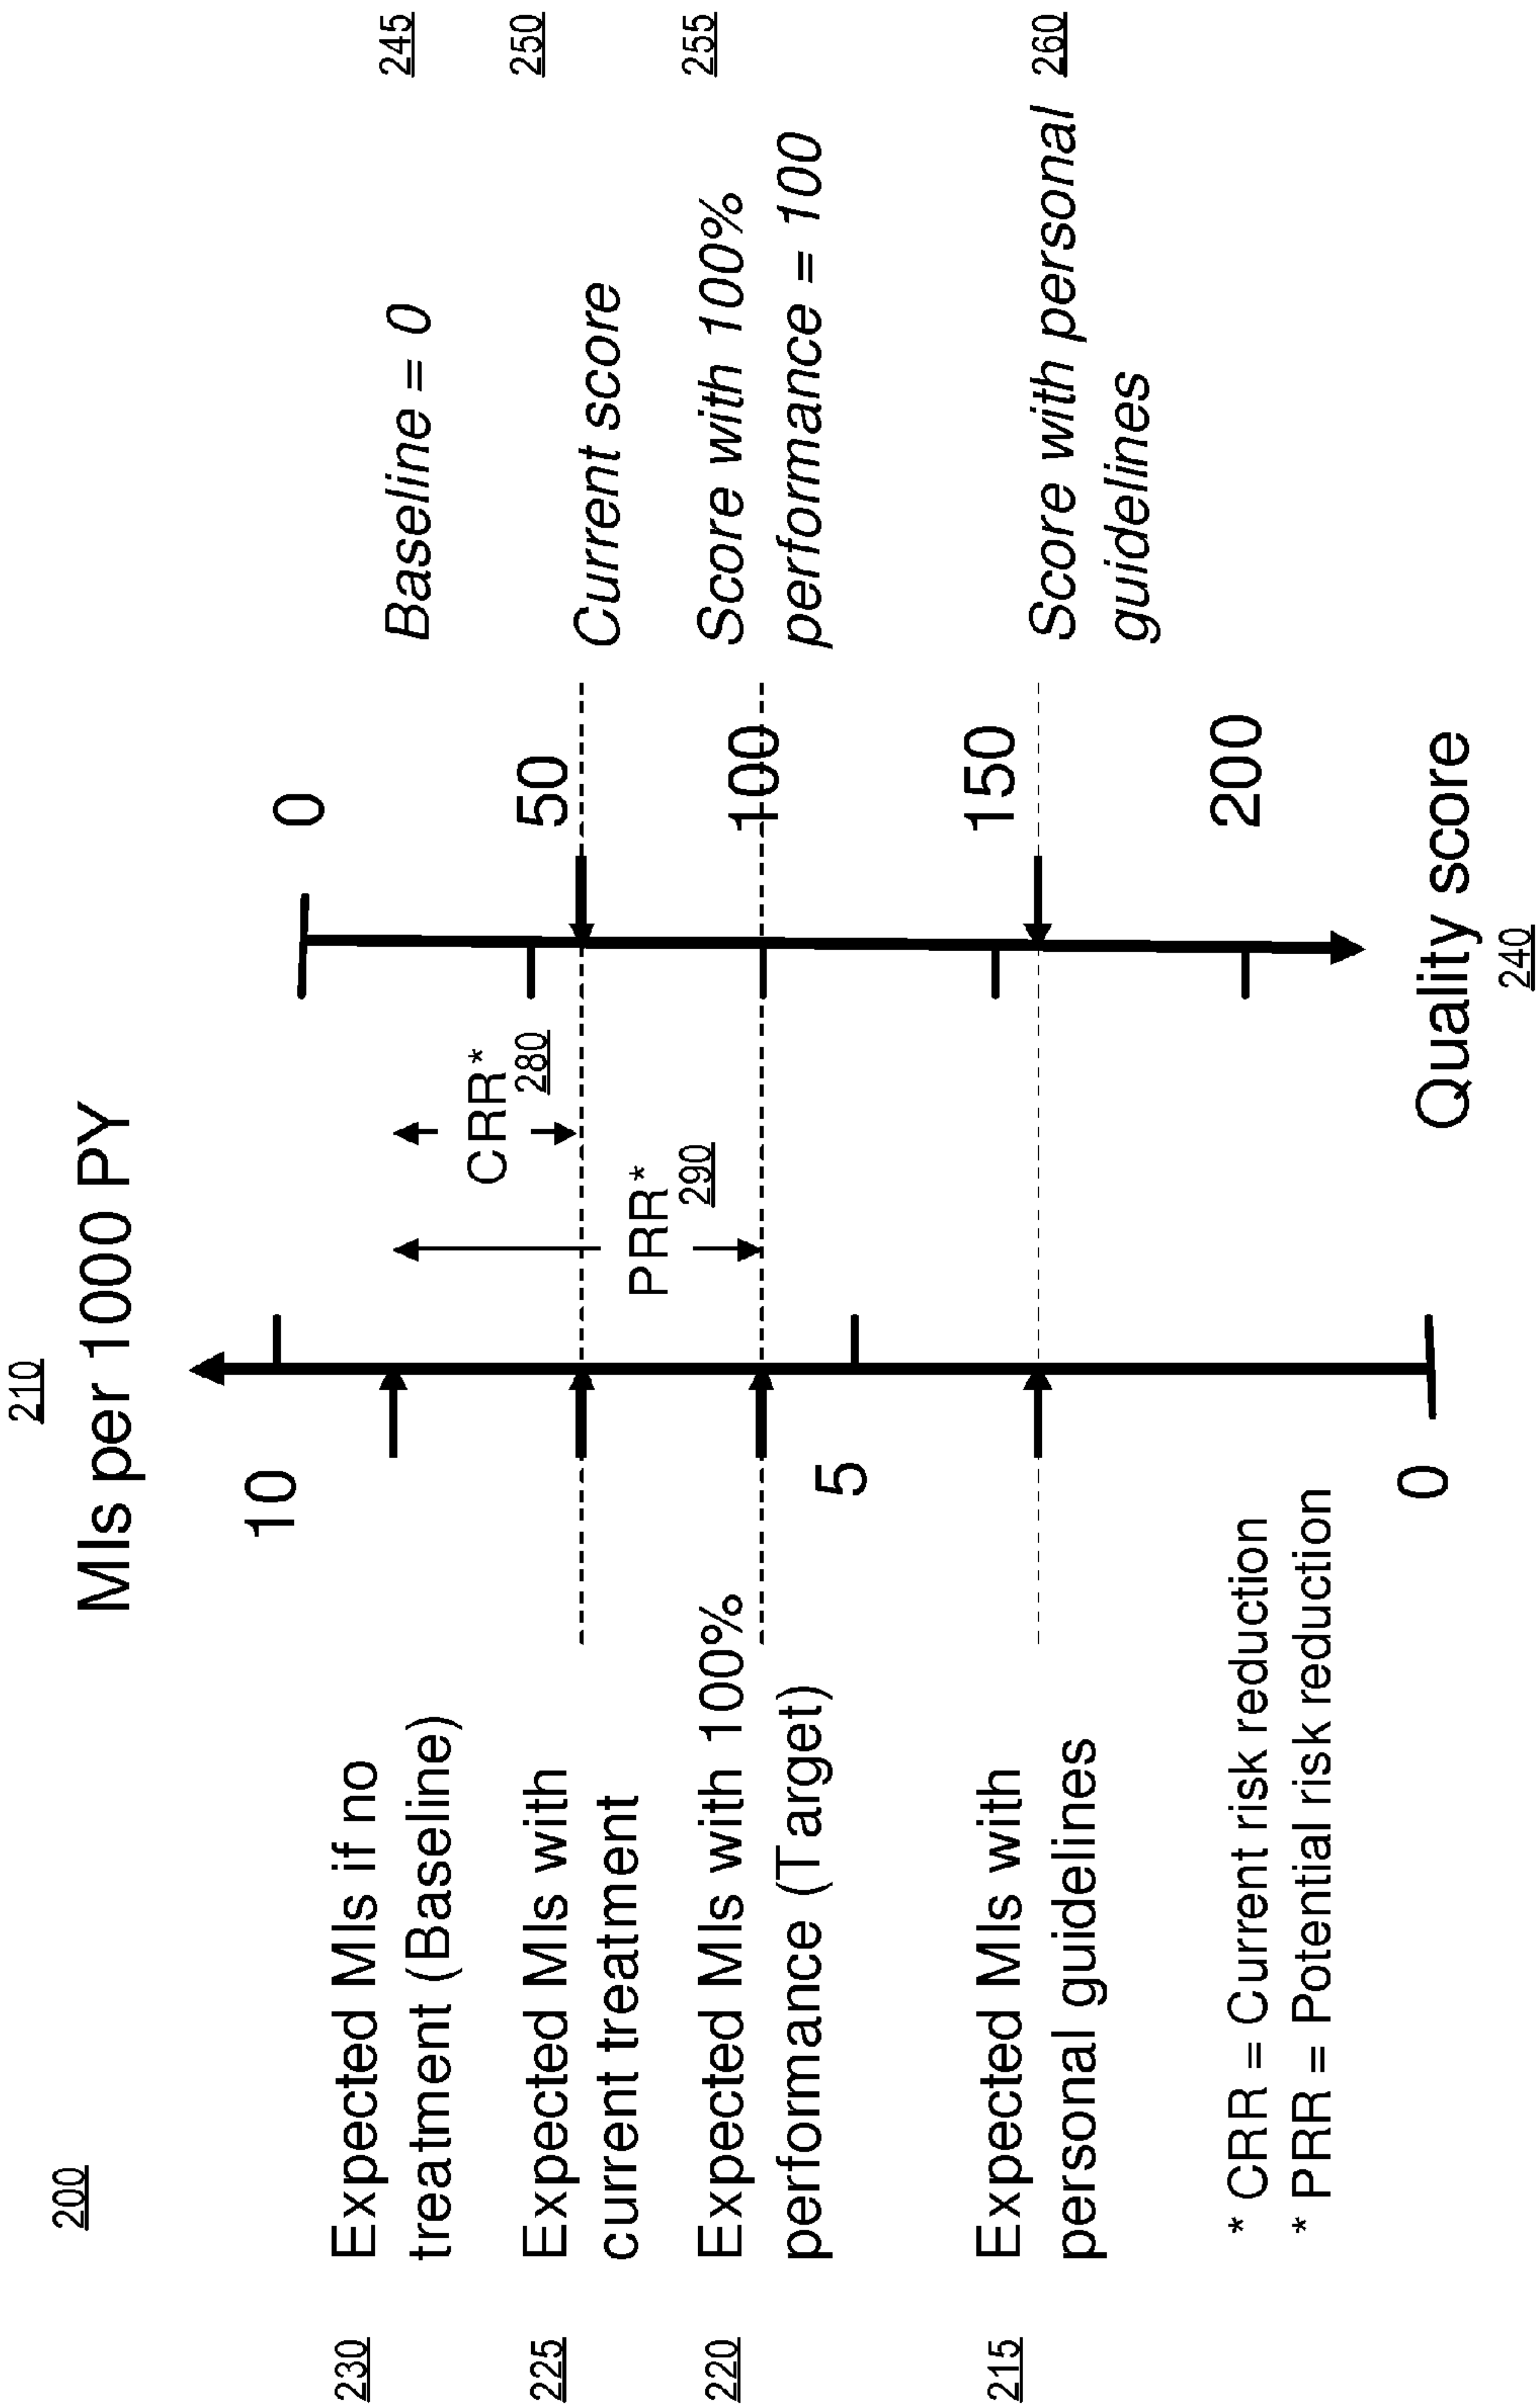 200
210
MIs per 1000 PY
230
Expected MIs if no
treatment (Baseline)
225
Expected MIs with
current treatment
220
Expected MIs with 100%
performance (Target)
215
Expected MIs with
personal guidelines
* CRR = Current risk reduction
* PRR = Potential risk reduction
10
5
0
PRR*
290
CRR*
280
0
50
100
150
200
Quality score
240
Baseline = 0
245
Current score
250
Score with 100%
performance = 100
255
Score with personal
guidelines
260